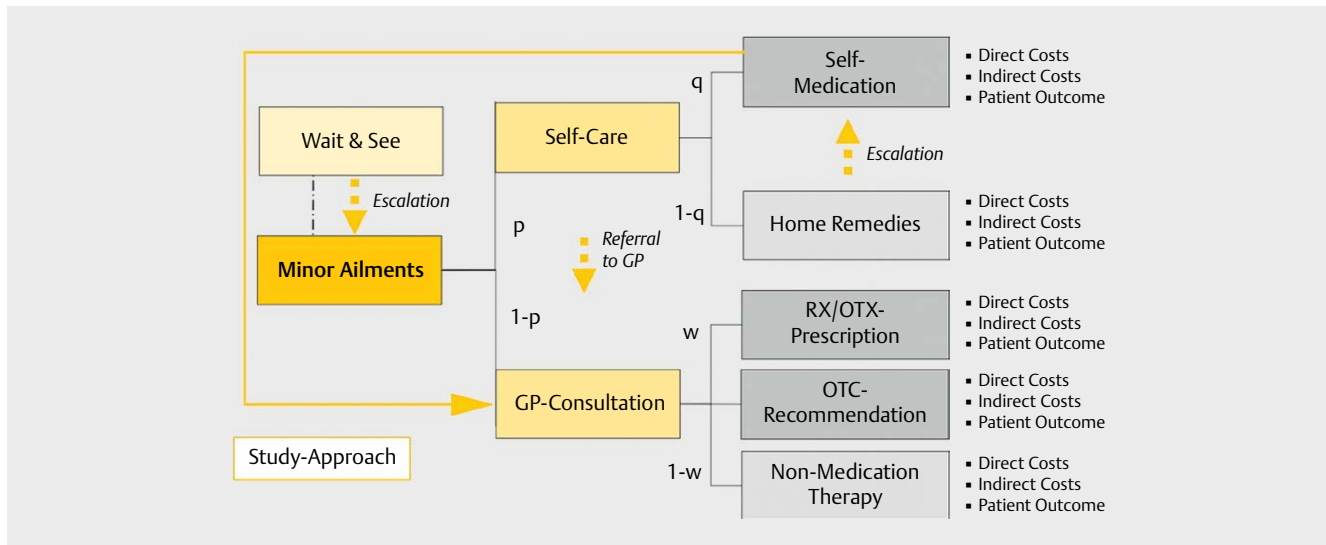 Wait & See
Escalation
Minor Ailments
p
1-p
Referral
to GP
Self-Care
GP-Consultation
Study-Approach
q
1-q
Self-
Medication
▪ Direct Costs
▪ Indirect Costs
▪ Patient Outcome
Escalation
Home Remedies
▪ Direct Costs
▪ Indirect Costs
▪ Patient Outcome
w
1-w
RX/OTX-
Prescription
▪ Direct Costs
▪ Indirect Costs
▪ Patient Outcome
OTC-
Recommendation
▪ Direct Costs
▪ Indirect Costs
▪ Patient Outcome
Non-Medication
Therapy
▪ Direct Costs
▪ Indirect Costs
▪ Patient Outcome